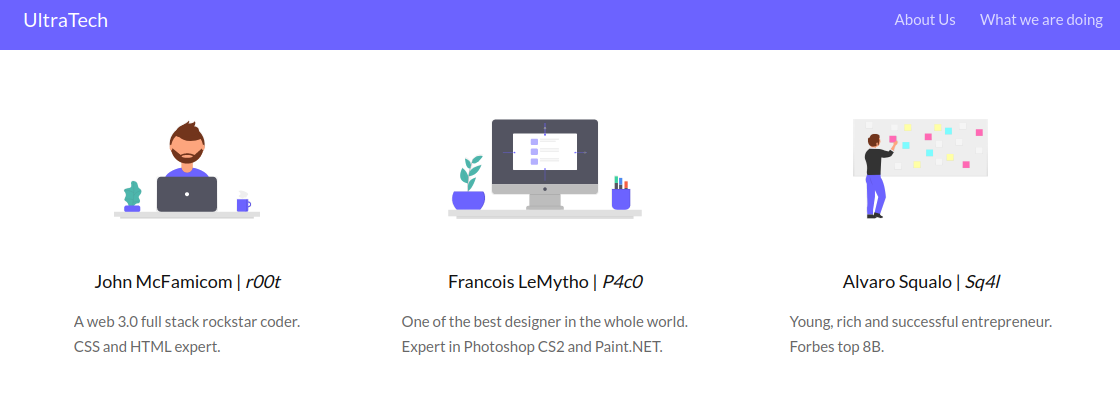 UltraTech
About Us
What we are doing
John McFamicom | r00t
A web 3.0 full stack rockstar coder.
CSS and HTML expert.
Francois LeMytho | P4c0
One of the best designer in the whole world.
Expert in Photoshop CS2 and Paint.NET.
Alvaro Squalo | Sq4l
Young, rich and successful entrepreneur.
Forbes top 8B.